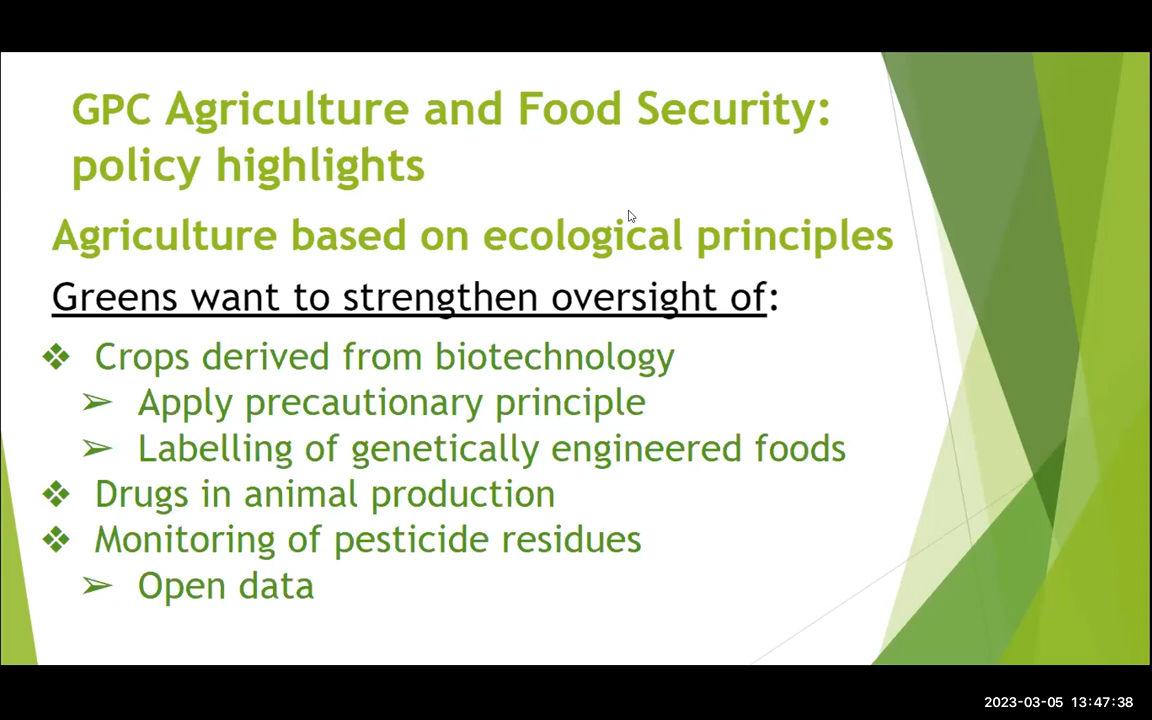 GPC Agriculture and Food Security:
policy highlights
Agriculture based on ecological principles
Greens want to strengthen oversight of:
❖ Crops derived from biotechnology
➢ Apply precautionary principle
➢ Labelling of genetically engineered foods
❖ Drugs in animal production
❖ Monitoring of pesticide residues
➢ Open data
2023-03-05 13:47:38